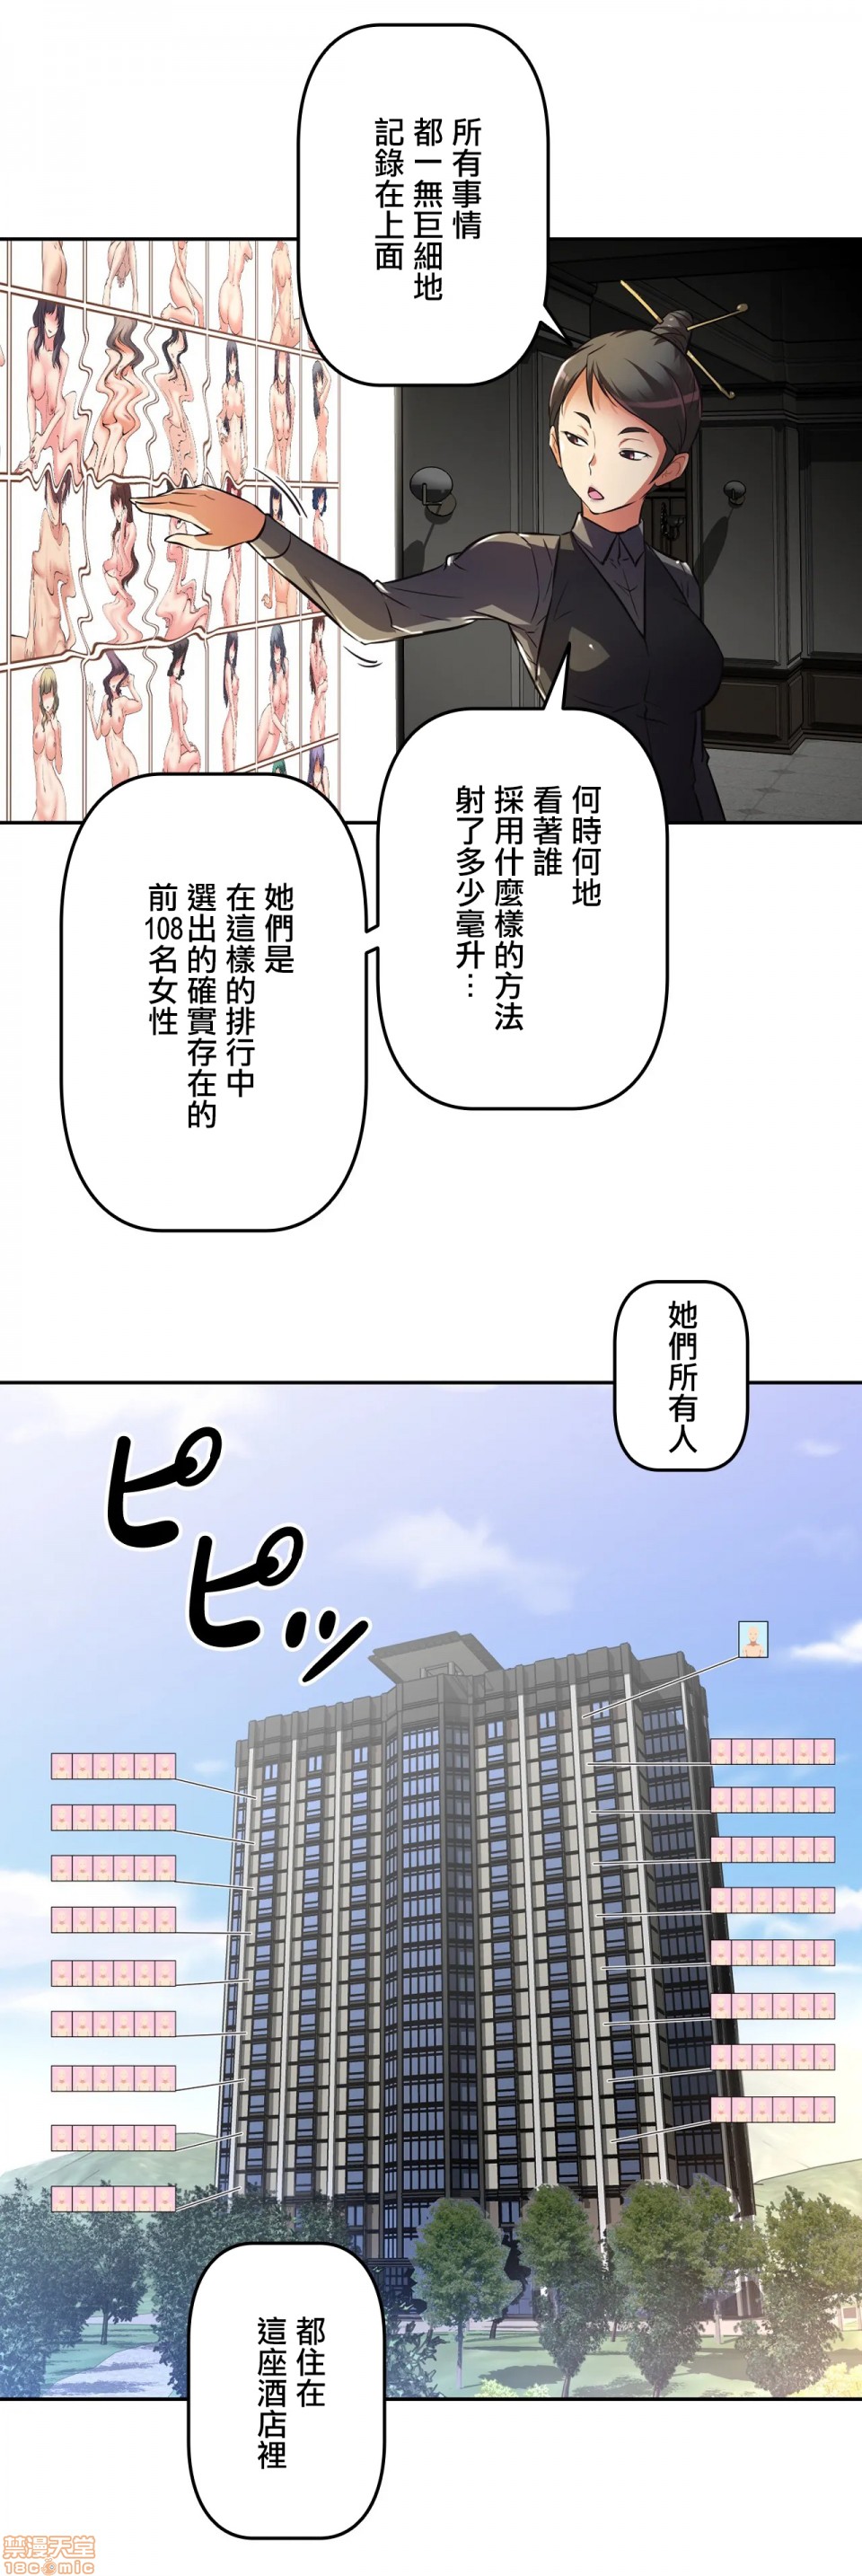 所有事情
都一無巨細地
記錄在上面
何時何地
看著誰
採用什麼樣的方法
射了多少毫升…
她們是
在這樣的排行中
選出的確實存在的
前108名女性
她們所有人
ピピッ
都住在
這座酒店裡
禁漫天堂
18comic